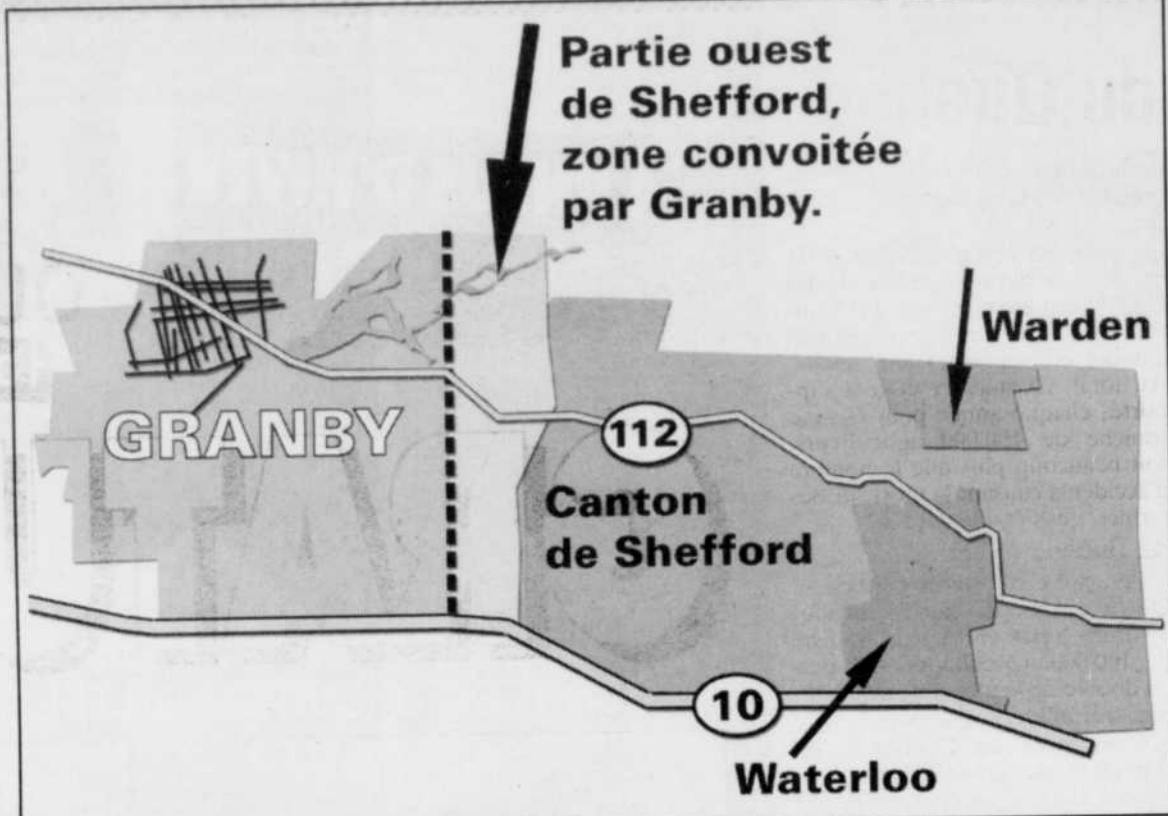 Partie ouest
de Shefford,
zone convoitée
par Granby.
Warden
GRANBY
112
Canton
de Shefford
10
Waterloo